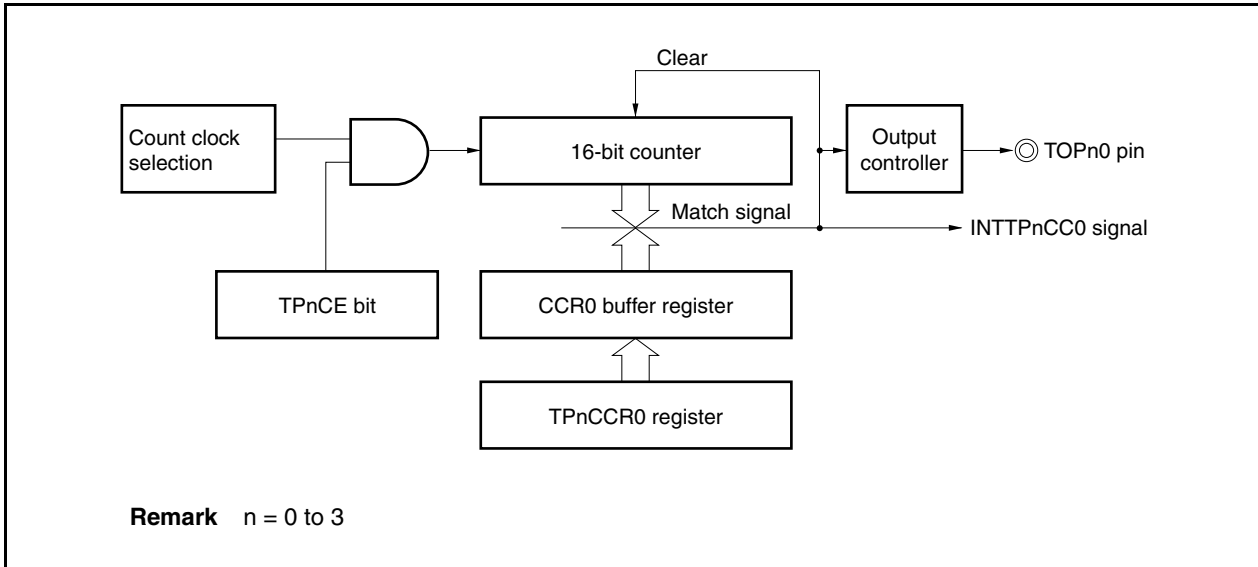 Clear
Count clock
selection
16-bit counter
Output
controller
TOPn0 pin
Match signal
INTTPnCC0 signal
TPnCE bit
CCR0 buffer register
TPnCCR0 register
Remark n = 0 to 3